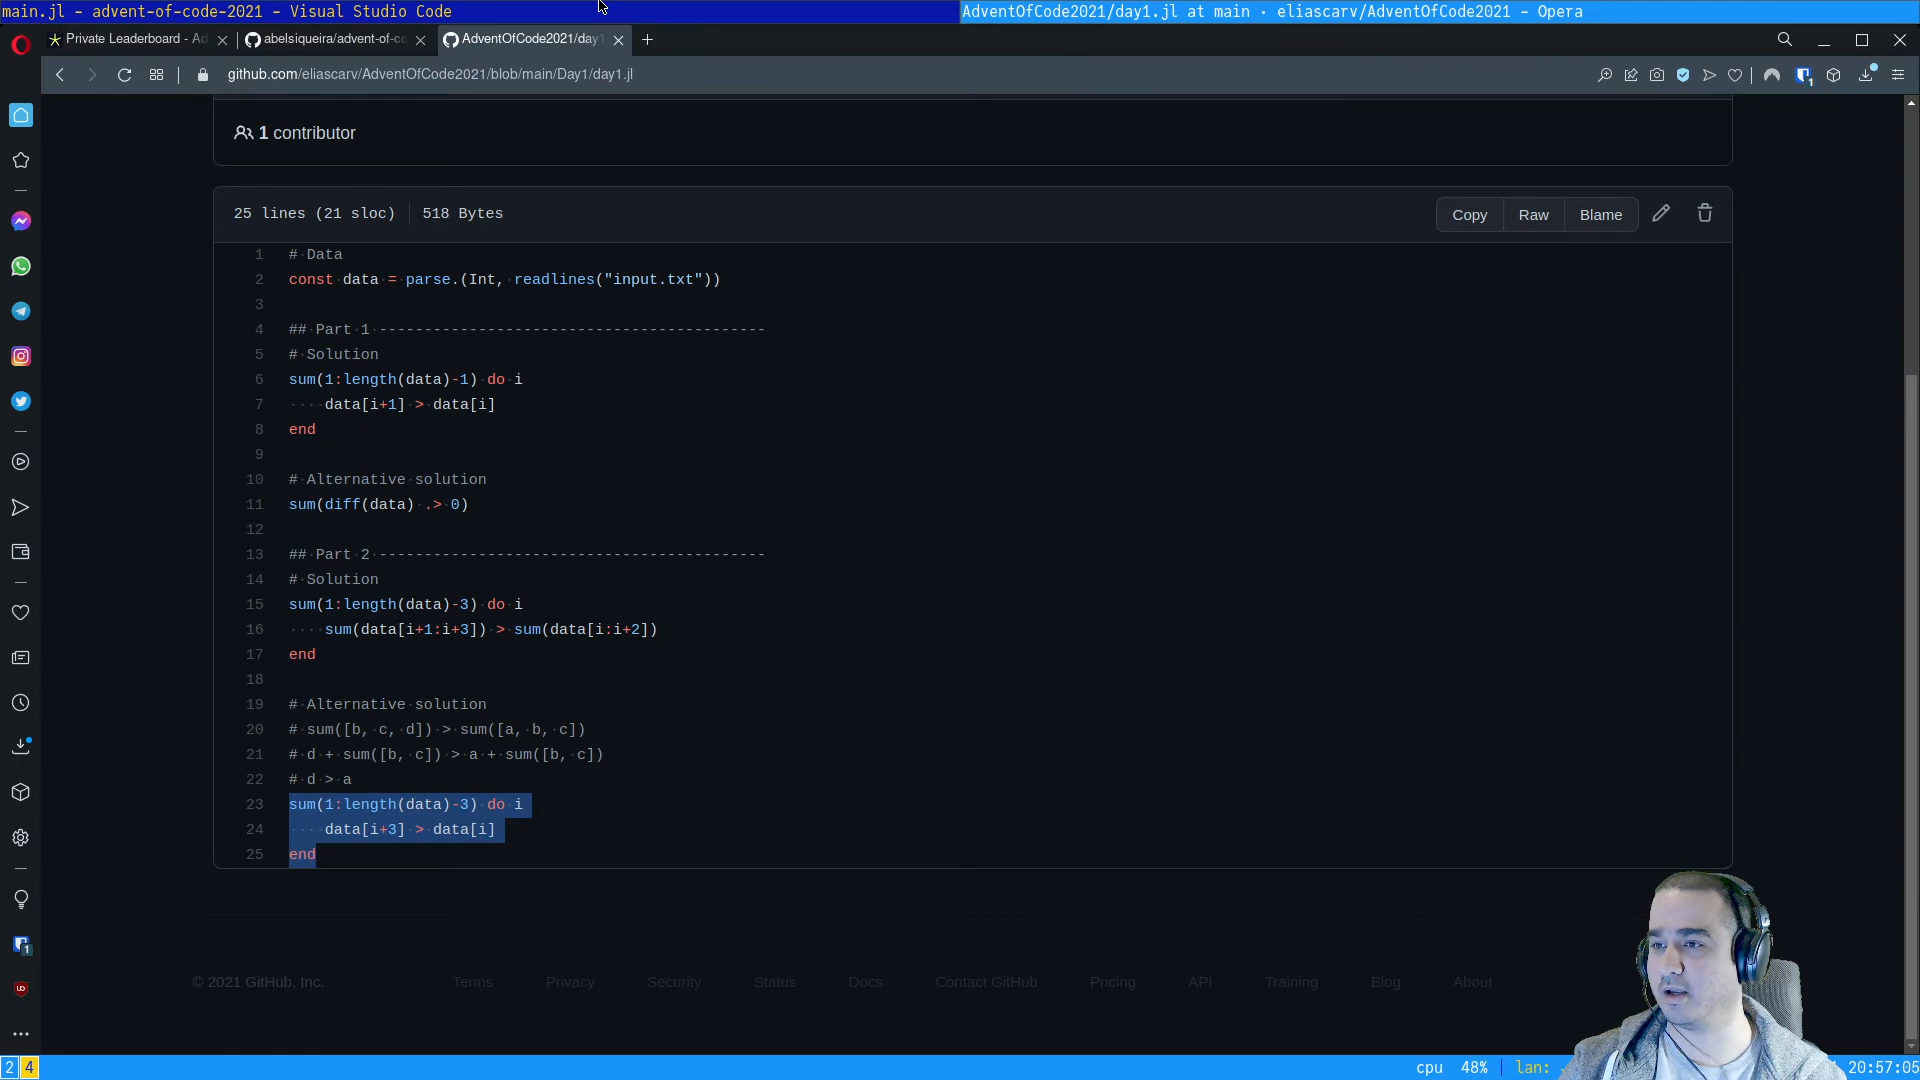 main.jl - advent-of-code-2021 - Visual Studio Code
AdventOfCode2021/day1.jl at main · eliascarv/AdventOfCode2021 - Opera
Private Leaderboard - Ad
abelsiqueira/advent-of-co
AdventOfCode2021/day1
github.com/eliascarv/AdventOfCode2021/blob/main/Day1/day1.jl
1 contributor
25 lines (21 sloc) 518 Bytes
Copy Raw Blame
1 # Data
2 const data = parse.(Int, readlines("input.txt"))
3
4 ## Part 1 -------------------------------------------
5 # Solution
6 sum(1:length(data)-1) do i
7 data[i+1] > data[i]
8 end
9
10 # Alternative solution
11 sum(diff(data) .> 0)
12
13 ## Part 2 -------------------------------------------
14 # Solution
15 sum(1:length(data)-3) do i
16 sum(data[i+1:i+3]) > sum(data[i:i+2])
17 end
18
19 # Alternative solution
20 # sum([b, c, d]) > sum([a, b, c])
21 # d + sum([b, c]) > a + sum([b, c])
22 # d > a
23 sum(1:length(data)-3) do i
24 data[i+3] > data[i]
25 end
© 2021 GitHub, Inc. Terms Privacy Security Status Docs Contact GitHub Pricing API Training Blog About
2 4 cpu 48% lan: 20:57:05